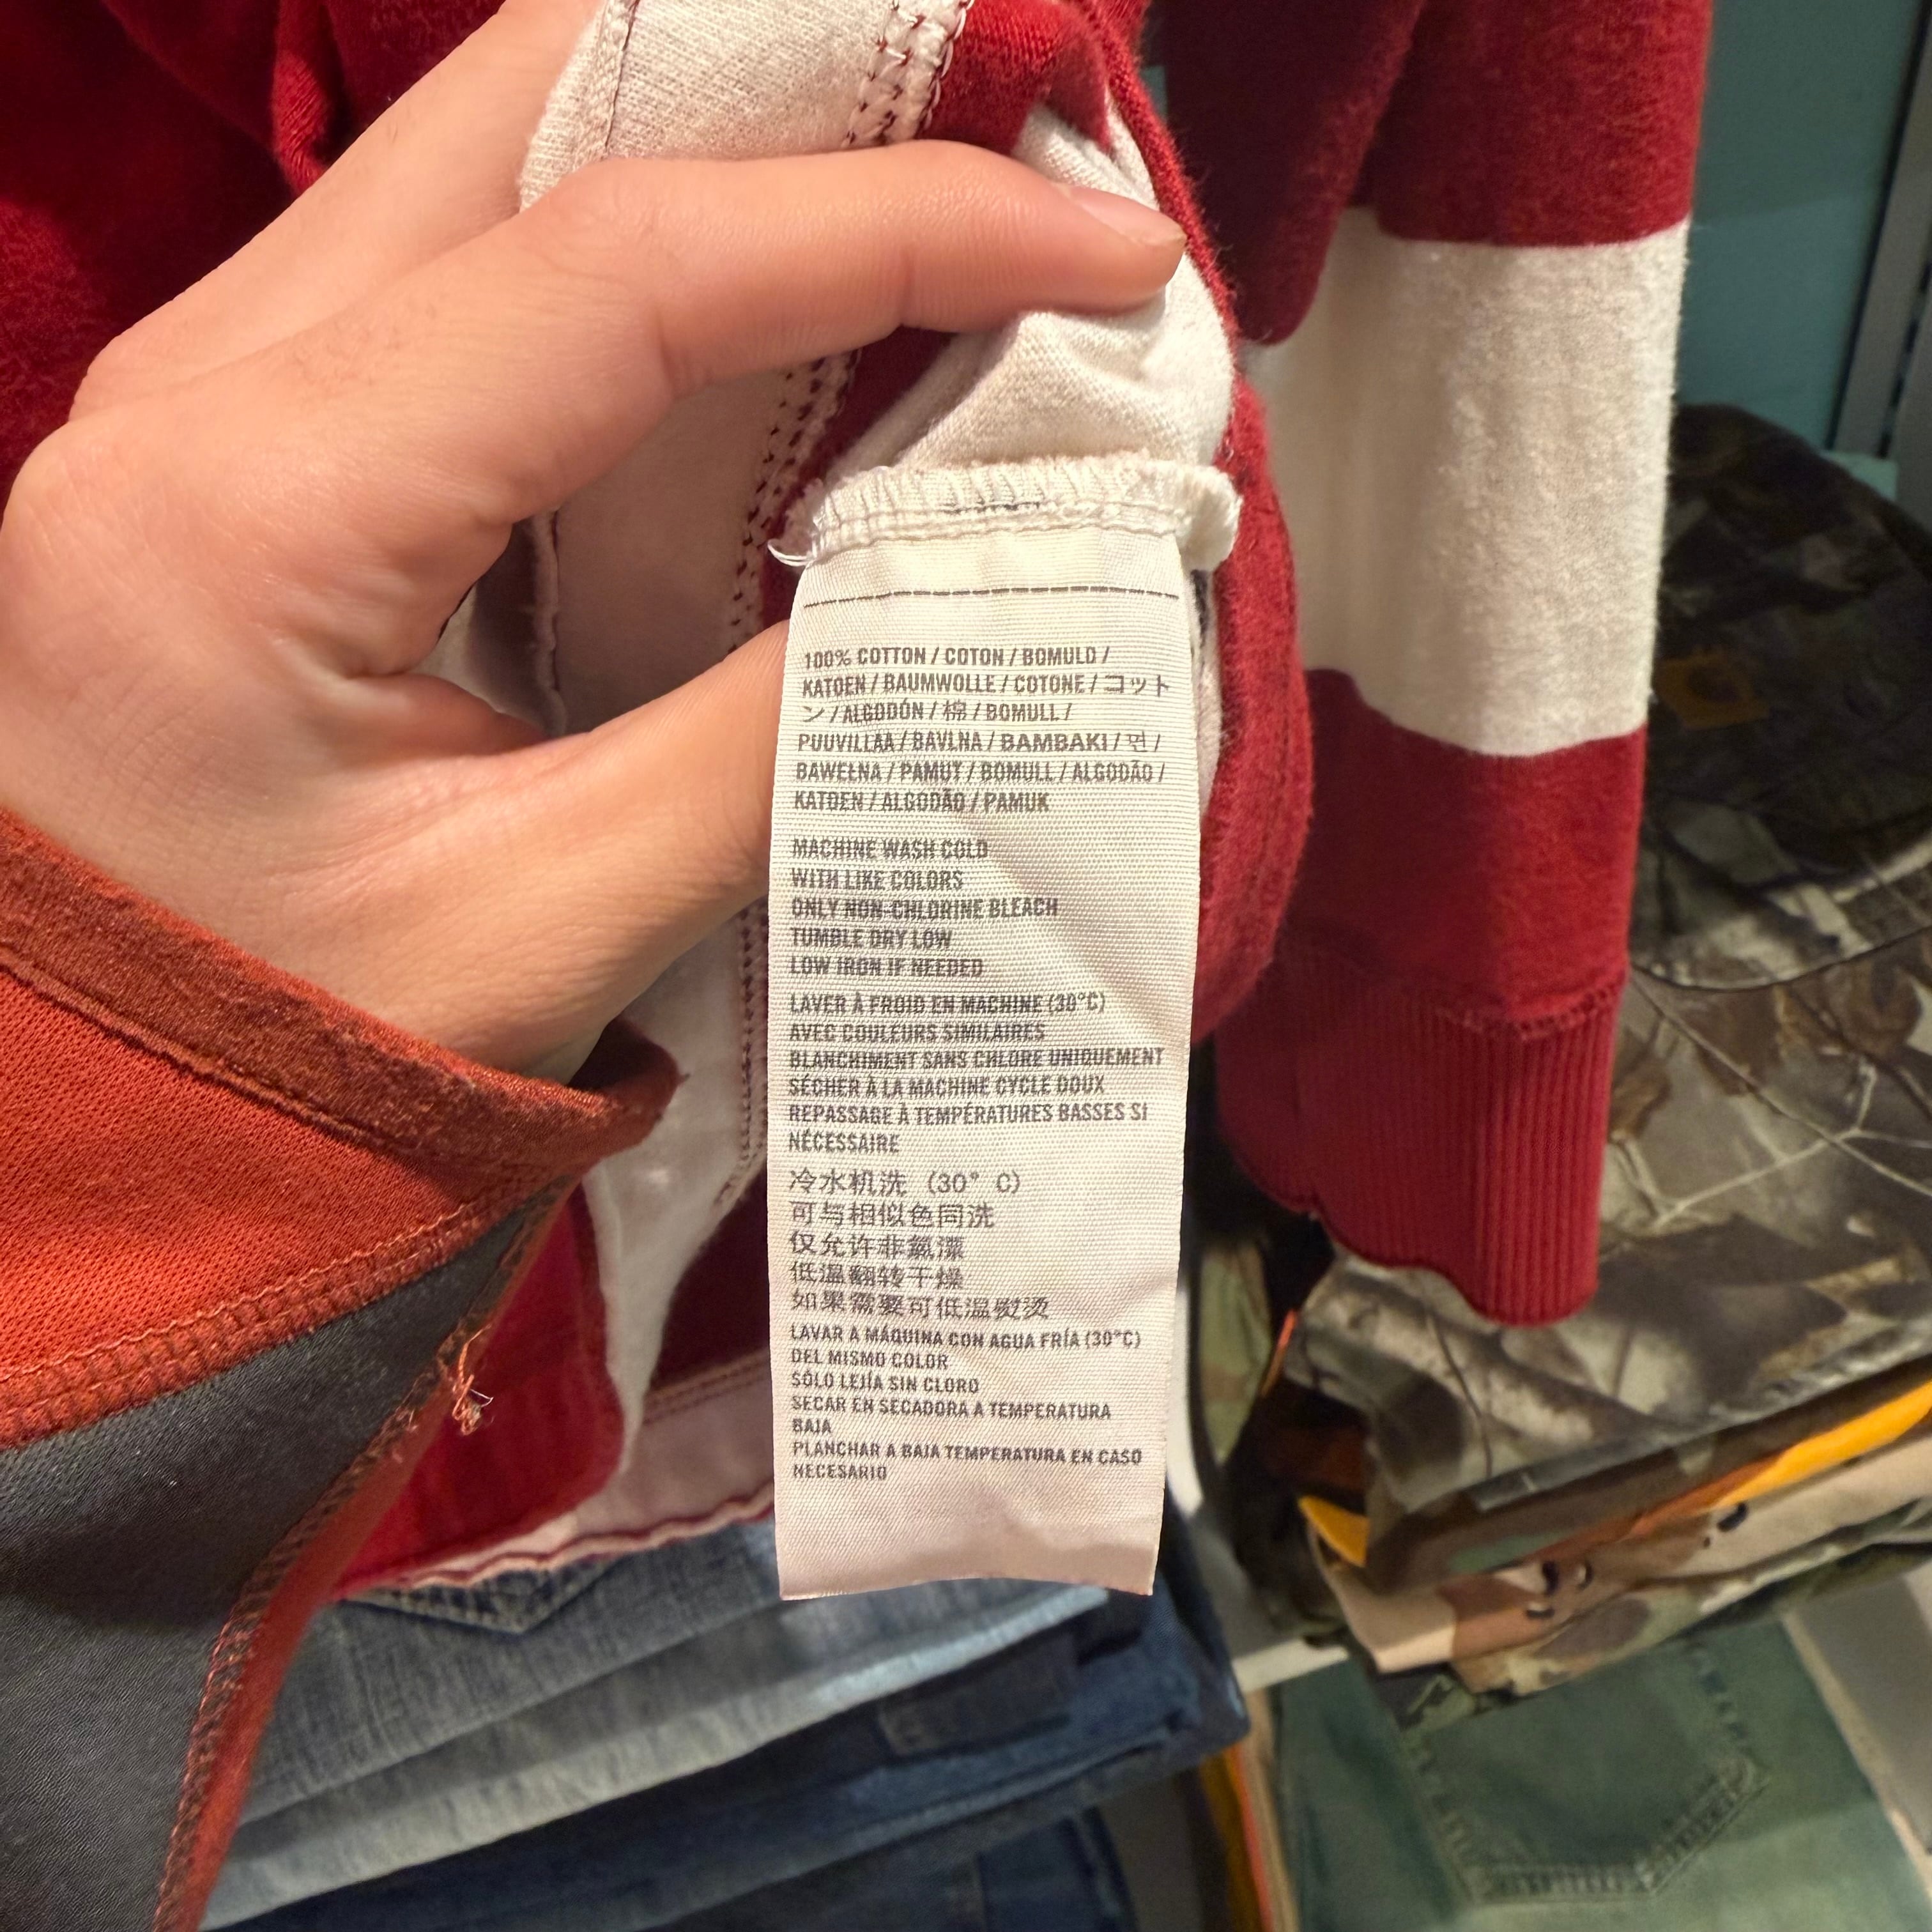 100% COTTON / COTON / BOMULD /
KATOEN / BAUMWOLLE / COTONE / コット
ン / ALGODÓN / 棉 / BOMULL /
PUUVILLAA / BAVLNA / BAMBAKI / 면 /
BAWEŁNA / PAMUT / BOMULL / ALGODÃO /
KATOEN / ALGODÃO / PAMUK
MACHINE WASH COLD
WITH LIKE COLORS
ONLY NON-CHLORINE BLEACH
TUMBLE DRY LOW
LOW IRON IF NEEDED
LAVER À FROID EN MACHINE (30°C)
AVEC COULEURS SIMILAIRES
BLANCHIMENT SANS CHLORE UNIQUEMENT
SÉCHER À LA MACHINE CYCLE DOUX
REPASSAGE À TEMPÉRATURES BASSES SI
NÉCESSAIRE
冷水机洗 (30° C)
可与相似色同洗
仅允许非氯漂
低温翻转干燥
如果需要可低温熨烫
LAVAR A MÁQUINA CON AGUA FRÍA (30°C)
DEL MISMO COLOR
SÓLO LEJÍA SIN CLORO
SECAR EN SECADORA A TEMPERATURA
BAJA
PLANCHAR A BAJA TEMPERATURA EN CASO
NECESARIO